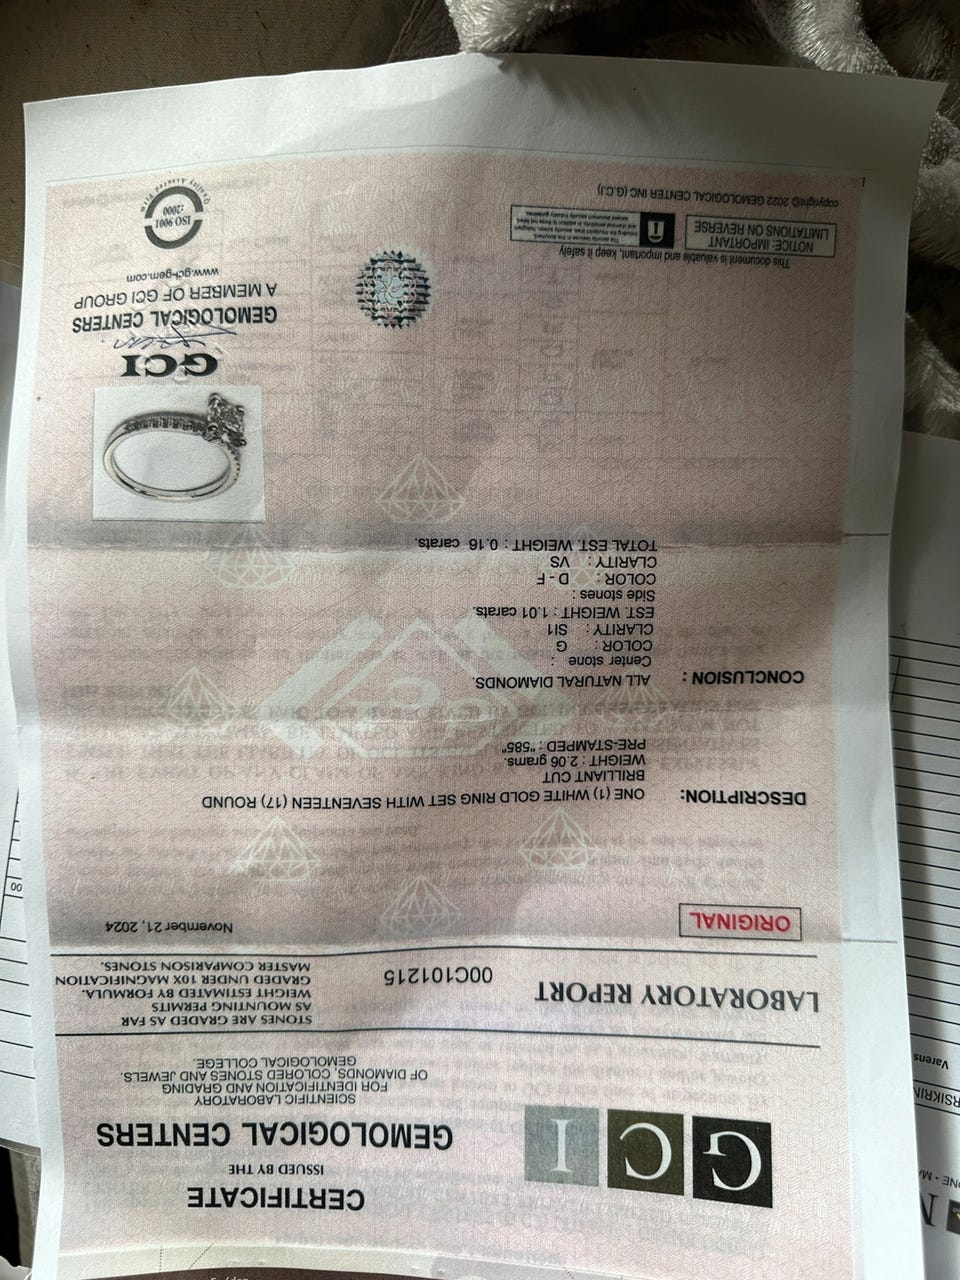 G C I
CERTIFICATE
ISSUED BY THE
GEMOLOGICAL CENTERS
SCIENTIFIC LABORATORY
FOR IDENTIFICATION AND GRADING
OF DIAMONDS, COLORED STONES AND JEWELS.
GEMOLOGICAL COLLEGE.
LABORATORY REPORT
00C101215
STONES ARE GRADED AS FAR
AS MOUNTING PERMITS
WEIGHT ESTIMATED BY FORMULA.
GRADED UNDER 10X MAGNIFICATION
MASTER COMPARISON STONES.
ORIGINAL
November 21, 2024
DESCRIPTION: ONE (1) WHITE GOLD RING SET WITH SEVENTEEN (17) ROUND
BRILLIANT CUT
WEIGHT : 2.06 grams.
PRE-STAMPED : "585"
CONCLUSION : ALL NATURAL DIAMONDS.
Center stone :
COLOR : G
CLARITY : SI1
EST. WEIGHT : 1.01 carats.
Side stones :
COLOR : D - F
CLARITY : VS
TOTAL EST. WEIGHT : 0.16 carats.
GCI
GEMOLOGICAL CENTERS
A MEMBER OF GCI GROUP
www.gci-gem.com
ISO 9001
:2000
Quality Assured Firm
This document is valuable and important, keep it safely
NOTICE: IMPORTANT
LIMITATIONS ON REVERSE
copyright@ 2022 GEMOLOGICAL CENTER INC (G.C.I)
Varens
00